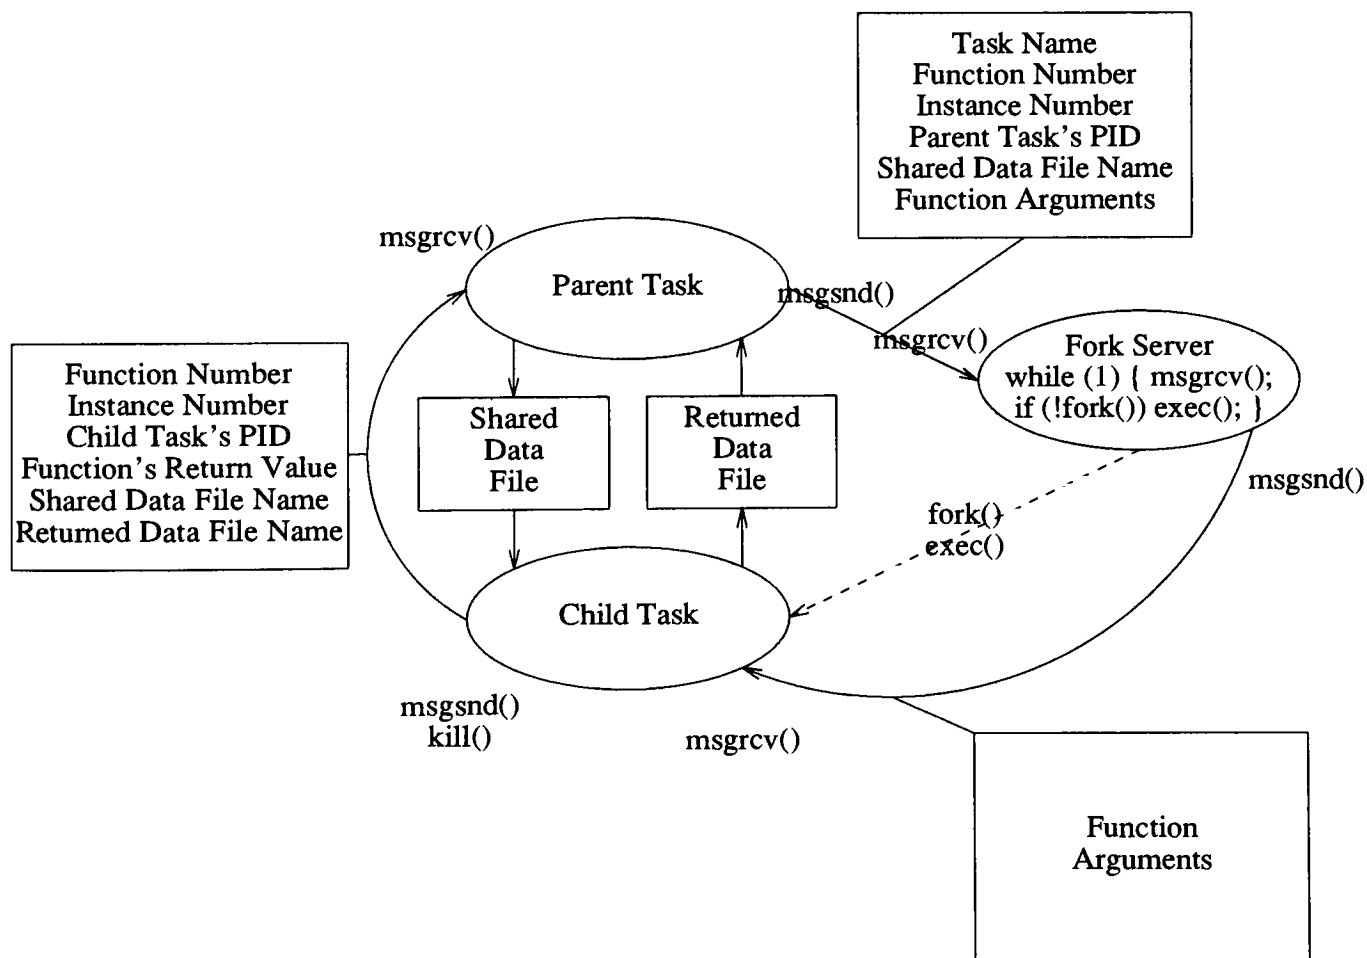 Task Name
Function Number
Instance Number
Parent Task's PID
Shared Data File Name
Function Arguments
msgrcv()
Parent Task
msgsnd()
msgrcv()
Fork Server
while (1) { msgrcv();
if (!fork()) exec(); }
Function Number
Instance Number
Child Task's PID
Function's Return Value
Shared Data File Name
Returned Data File Name
Shared
Data
File
Returned
Data
File
msgsnd()
fork()
exec()
Child Task
msgsnd()
kill()
msgrcv()
Function
Arguments